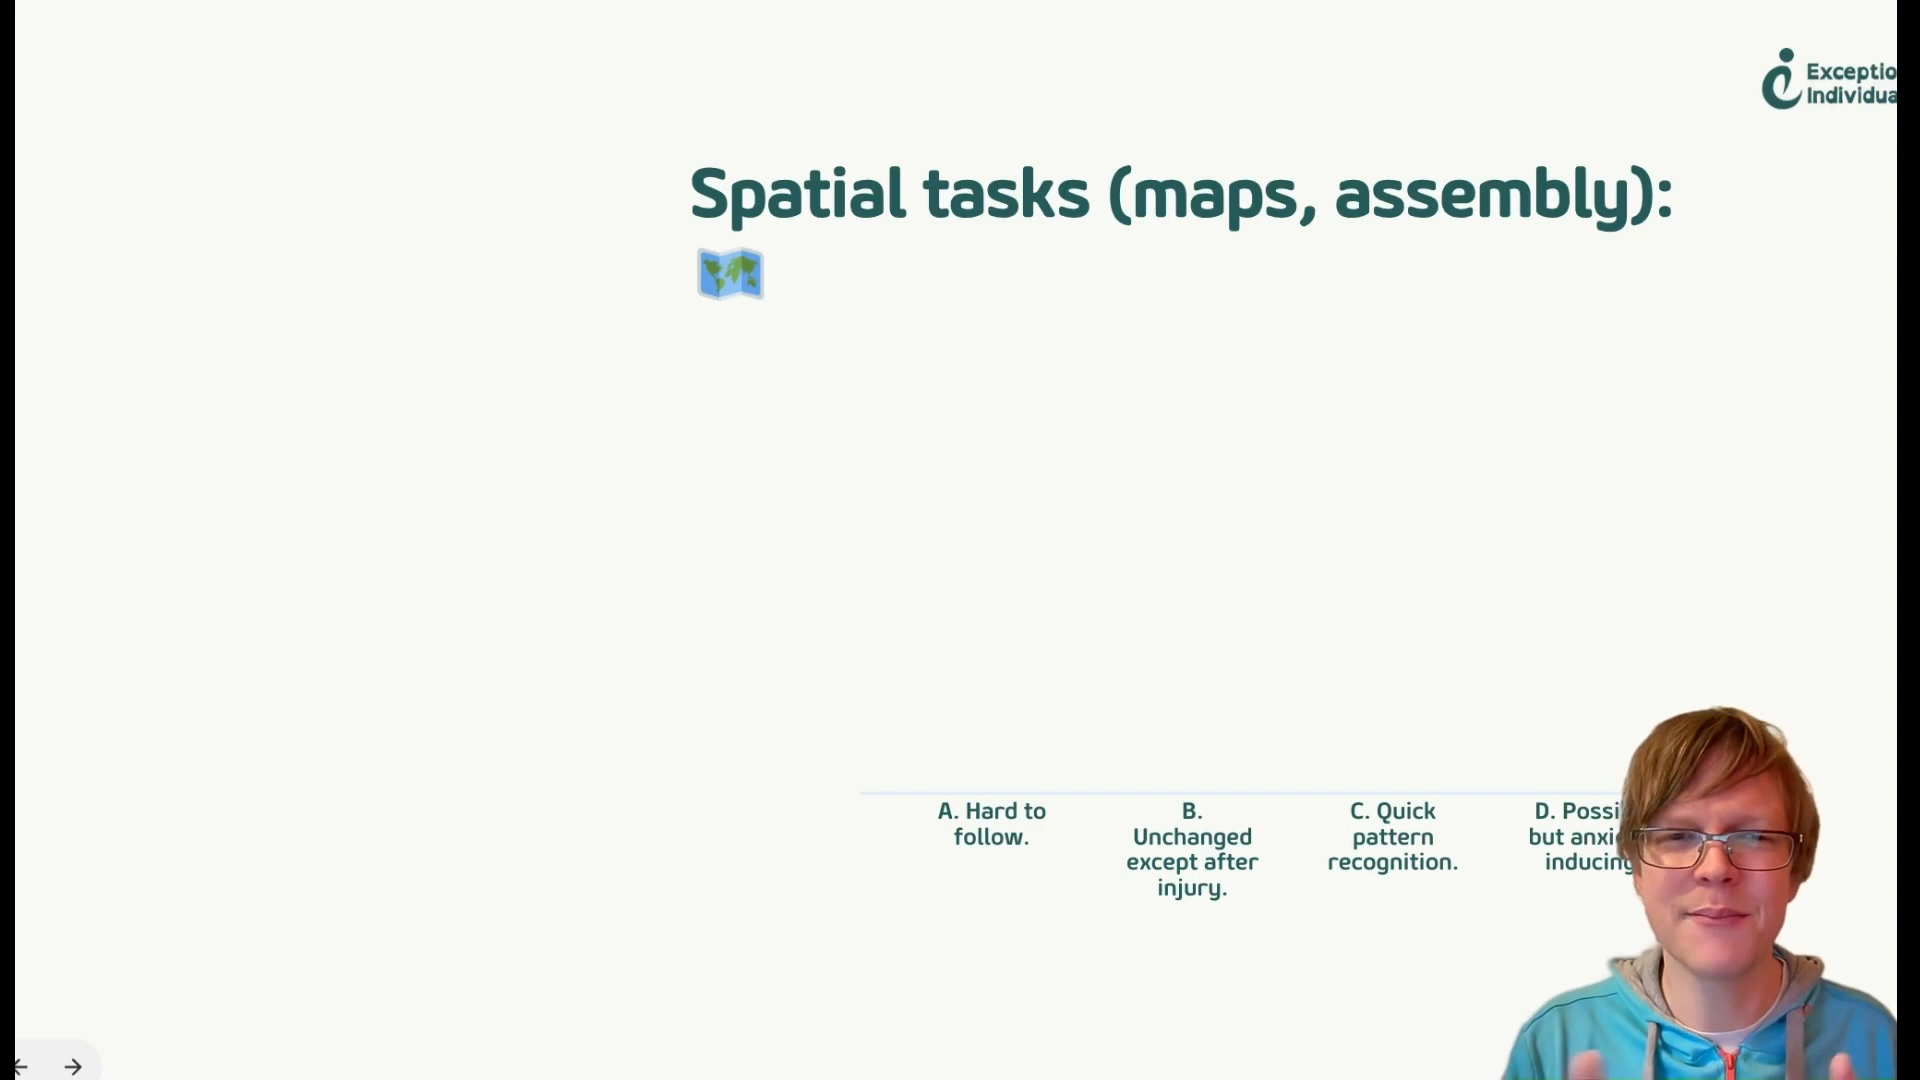 Exceptio
Individua
Spatial tasks (maps, assembly):
A. Hard to
follow.
B.
Unchanged
except after
injury.
C. Quick
pattern
recognition.
D. Possi
but anxi
inducing